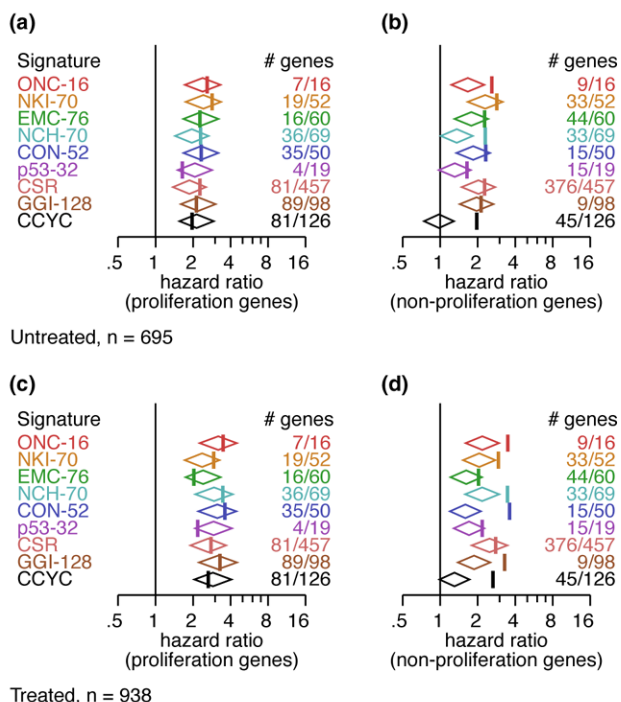 (a)
Signature # genes
ONC-16 7/16
NKI-70 19/52
EMC-76 16/60
NCH-70 36/69
CON-52 35/50
p53-32 4/19
CSR 81/457
GGI-128 89/98
CCYC 81/126
.5 1 2 4 8 16
hazard ratio
(proliferation genes)
(b)
# genes
9/16
33/52
44/60
33/69
15/50
15/19
376/457
9/98
45/126
.5 1 2 4 8 16
hazard ratio
(non-proliferation genes)
Untreated, n = 695
(c)
Signature # genes
ONC-16 7/16
NKI-70 19/52
EMC-76 16/60
NCH-70 36/69
CON-52 35/50
p53-32 4/19
CSR 81/457
GGI-128 89/98
CCYC 81/126
.5 1 2 4 8 16
hazard ratio
(proliferation genes)
(d)
# genes
9/16
33/52
44/60
33/69
15/50
15/19
376/457
9/98
45/126
.5 1 2 4 8 16
hazard ratio
(non-proliferation genes)
Treated, n = 938